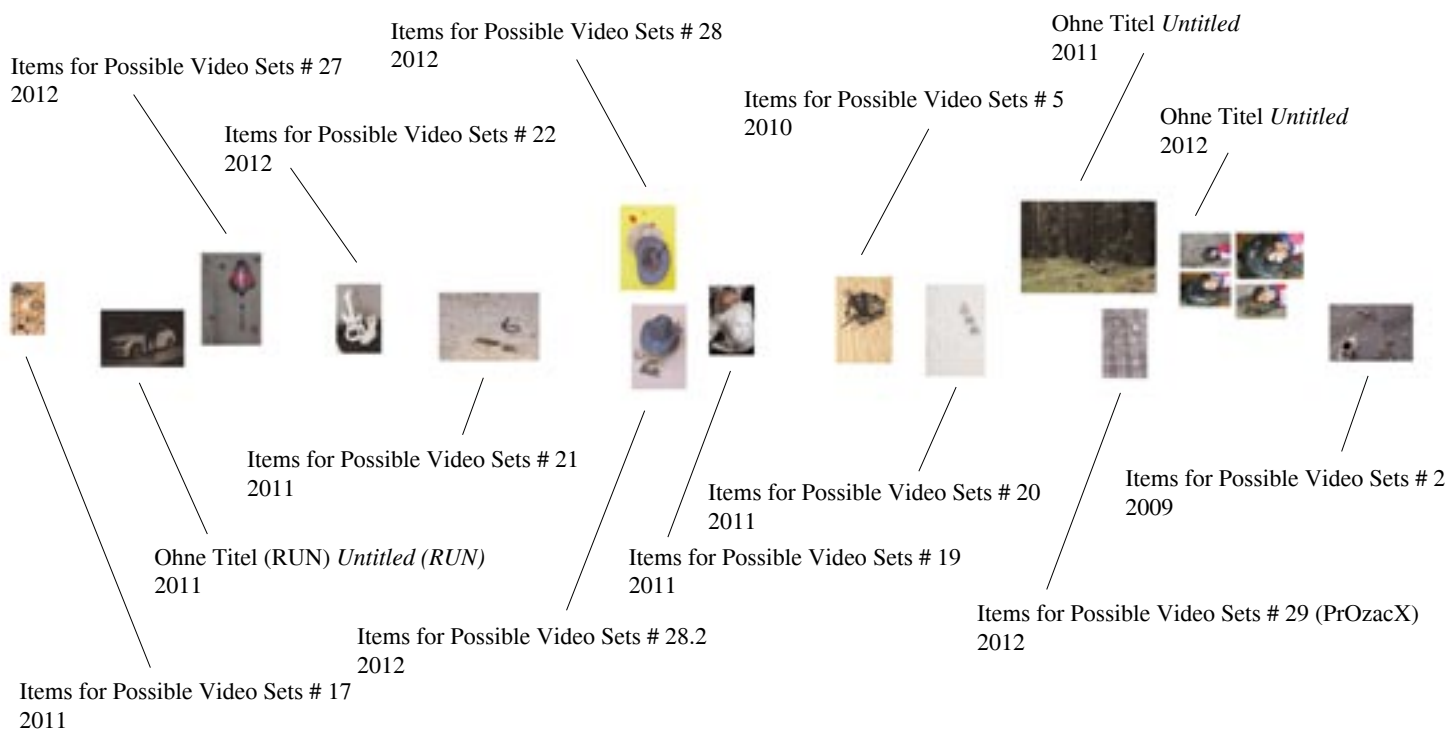 Ohne Titel Untitled
2011
Items for Possible Video Sets # 28
2012
Items for Possible Video Sets # 27
2012
Items for Possible Video Sets # 5
2010
Ohne Titel Untitled
2012
Items for Possible Video Sets # 22
2012
Items for Possible Video Sets # 21
2011
Items for Possible Video Sets # 2
2009
Items for Possible Video Sets # 20
2011
Ohne Titel (RUN) Untitled (RUN)
2011
Items for Possible Video Sets # 19
2011
Items for Possible Video Sets # 29 (PrOzacX)
2012
Items for Possible Video Sets # 28.2
2012
Items for Possible Video Sets # 17
2011